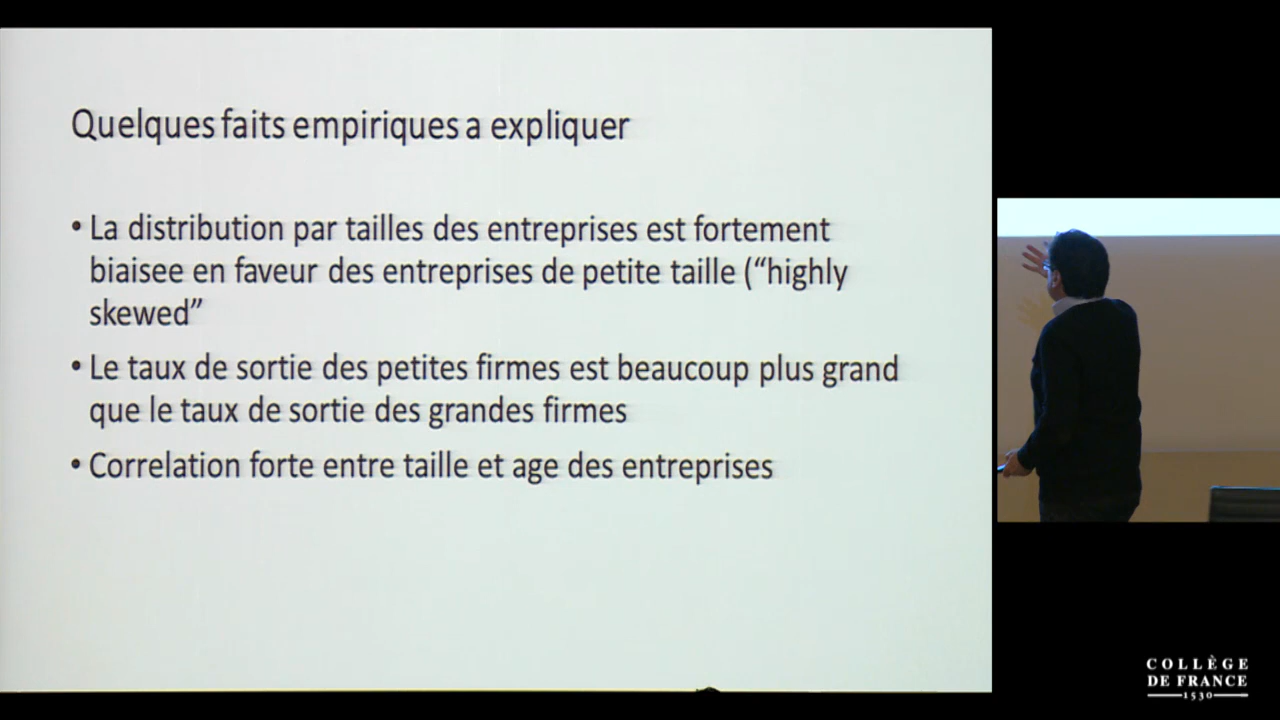 Quelques faits empiriques a expliquer
• La distribution par tailles des entreprises est fortement
biaisee en faveur des entreprises de petite taille (“highly
skewed”
• Le taux de sortie des petites firmes est beaucoup plus grand
que le taux de sortie des grandes firmes
• Correlation forte entre taille et age des entreprises
COLLÈGE
DE FRANCE
1530